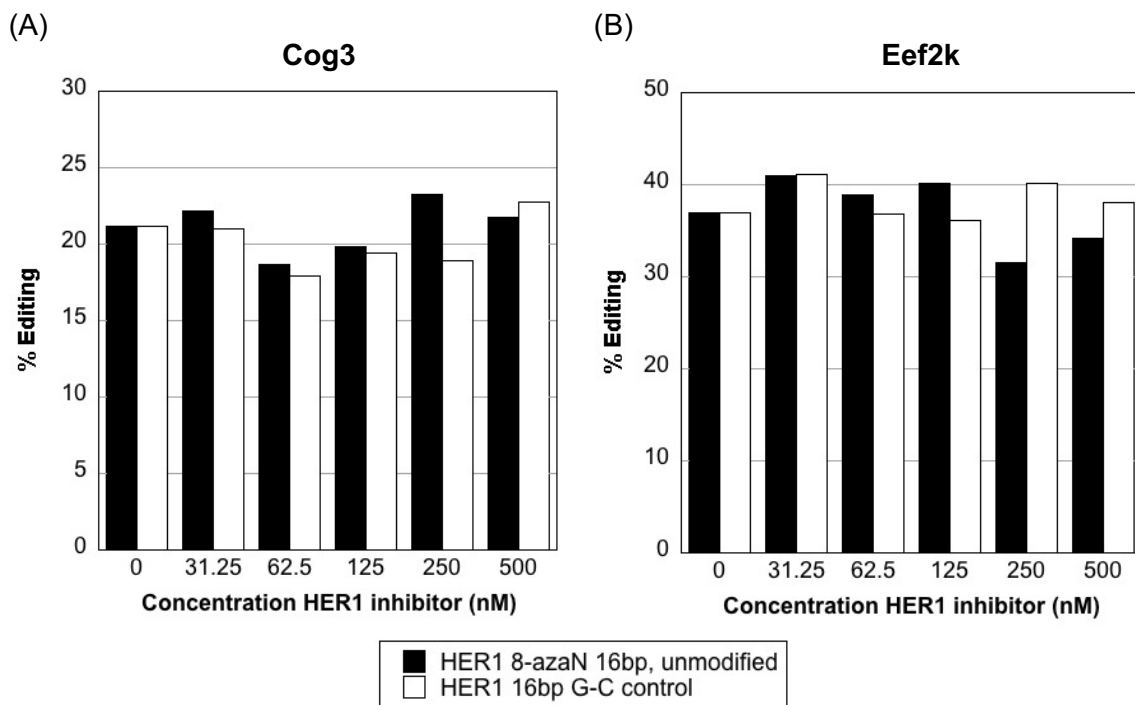 (A)
Cog3
30
25
20
15
10
5
0
% Editing
0 31.25 62.5 125 250 500
Concentration HER1 inhibitor (nM)
(B)
Eef2k
50
40
30
20
10
0
% Editing
0 31.25 62.5 125 250 500
Concentration HER1 inhibitor (nM)
HER1 8-azaN 16bp, unmodified
HER1 16bp G-C control